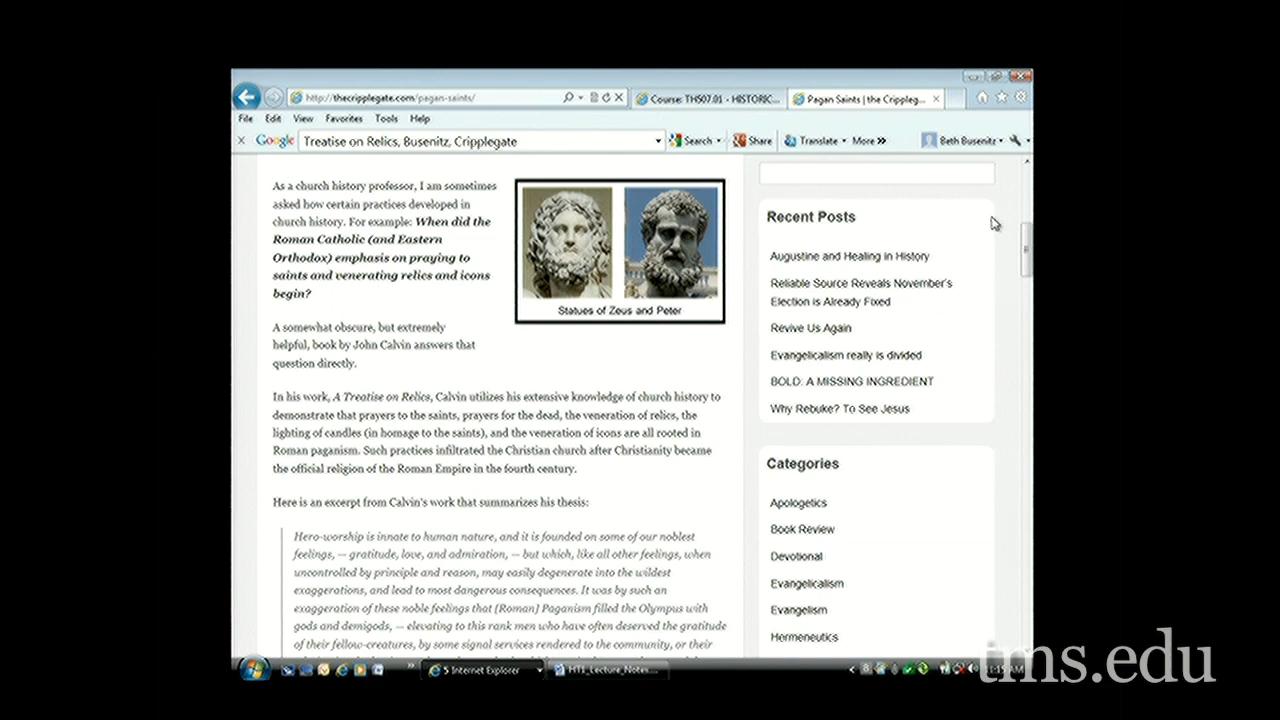 http://thecripplegate.com/pagan-saints/
Course: TH507.01 - HISTORIC...
Pagan Saints | the Crippleg...
File Edit View Favorites Tools Help
Google
Treatise on Relics, Busenitz, Cripplegate
Search
Share
Translate
More
Beth Busenitz
As a church history professor, I am sometimes
asked how certain practices developed in
church history. For example: When did the
Roman Catholic (and Eastern
Orthodox) emphasis on praying to
saints and venerating relics and icons
begin?
Statues of Zeus and Peter
A somewhat obscure, but extremely
helpful, book by John Calvin answers that
question directly.
In his work, A Treatise on Relics, Calvin utilizes his extensive knowledge of church history to
demonstrate that prayers to the saints, prayers for the dead, the veneration of relics, the
lighting of candles (in homage to the saints), and the veneration of icons are all rooted in
Roman paganism. Such practices infiltrated the Christian church after Christianity became
the official religion of the Roman Empire in the fourth century.
Here is an excerpt from Calvin's work that summarizes his thesis:
Hero-worship is innate to human nature, and it is founded on some of our noblest
feelings, — gratitude, love, and admiration, — but which, like all other feelings, when
uncontrolled by principle and reason, may easily degenerate into the wildest
exaggerations, and lead to most dangerous consequences. It was by such an
exaggeration of these noble feelings that [Roman] Paganism filled the Olympus with
gods and demigods, — elevating to this rank men who have often deserved the gratitude
of their fellow-creatures, by some signal services rendered to the community, or their
Recent Posts
Augustine and Healing in History
Reliable Source Reveals November's
Election is Already Fixed
Revive Us Again
Evangelicalism really is divided
BOLD: A MISSING INGREDIENT
Why Rebuke? To See Jesus
Categories
Apologetics
Book Review
Devotional
Evangelicalism
Evangelism
Hermeneutics
5 Internet Explorer
HT1_Lecture_Notes....
tms.edu